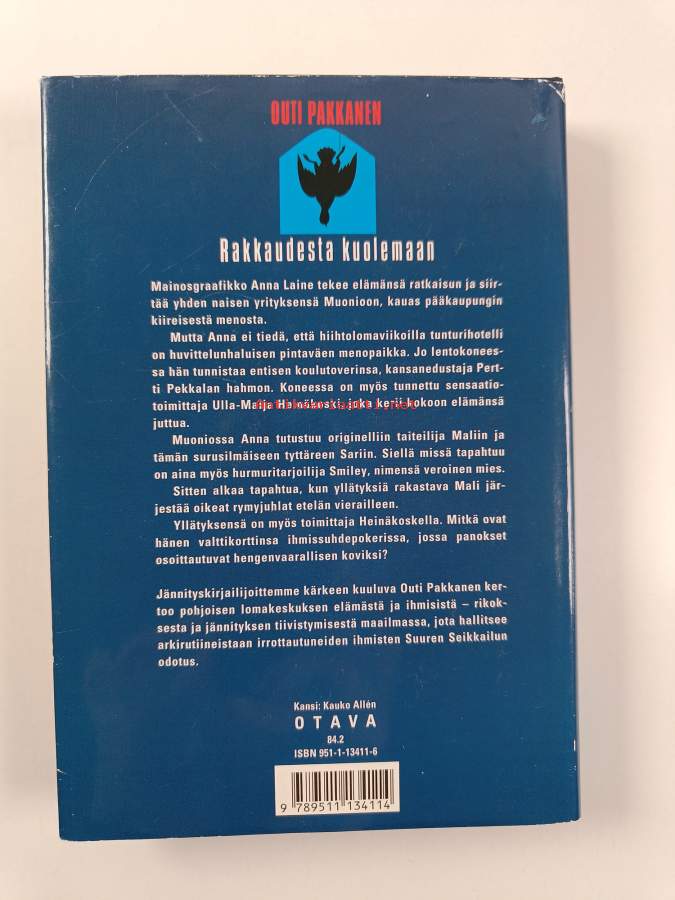 OUTI PAKKANEN
Rakkaudesta kuolemaan
Mainosgraafikko Anna Laine tekee elämänsä ratkaisun ja siir-
tää yhden naisen yrityksensä Muonioon, kauas pääkaupungin
kiireisestä menosta.
Mutta Anna ei tiedä, että hiihtolomaviikoilla tunturihotelli
on huvittelunhaluisen pintaväen menopaikka. Jo lentokonees-
sa hän tunnistaa entisen koulutoverinsa, kansanedustaja Pert-
ti Pekkalan hahmon. Koneessa on myös tunnettu sensaatio-
toimittaja Ulla-Maija Heinäkoski, joka kerii kokoon elämänsä
juttua.
Muoniossa Anna tutustuu originelliin taiteilija Maliin ja
tämän surusilmäiseen tyttäreen Sariin. Siellä missä tapahtuu
on aina myös hurmuritarjoilija Smiley, nimensä veroinen mies.
Sitten alkaa tapahtua, kun yllätyksiä rakastava Mali jär-
jestää oikeat rymyjuhlat etelän vierailleen.
Yllätyksensä on myös toimittaja Heinäkoskella. Mitkä ovat
hänen valttikorttinsa ihmissuhdepokerissa, jossa panokset
osoittautuvat hengenvaarallisen koviksi?
Jännityskirjailijoittemme kärkeen kuuluva Outi Pakkanen ker-
too pohjoisen lomakeskuksen elämästä ja ihmisistä – rikok-
sesta ja jännityksen tiivistymisestä maailmassa, jota hallitsee
arkirutiineistaan irrottautuneiden ihmisten Suuren Seikkailun
odotus.
Kansi: Kauko Allén
OTAVA
84.2
ISBN 951-1-13411-6
9 789511 134114